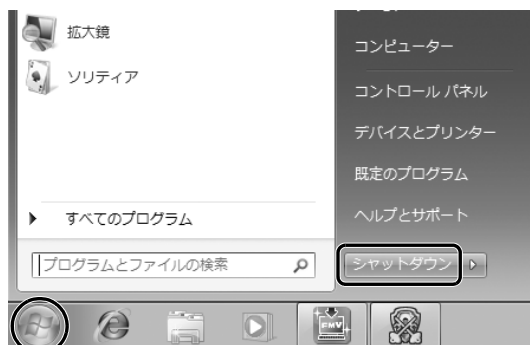 拡大鏡
ソリティア
すべてのプログラム
プログラムとファイルの検索
コンピューター
コントロール パネル
デバイスとプリンター
既定のプログラム
ヘルプとサポート
シャットダウン
FMV